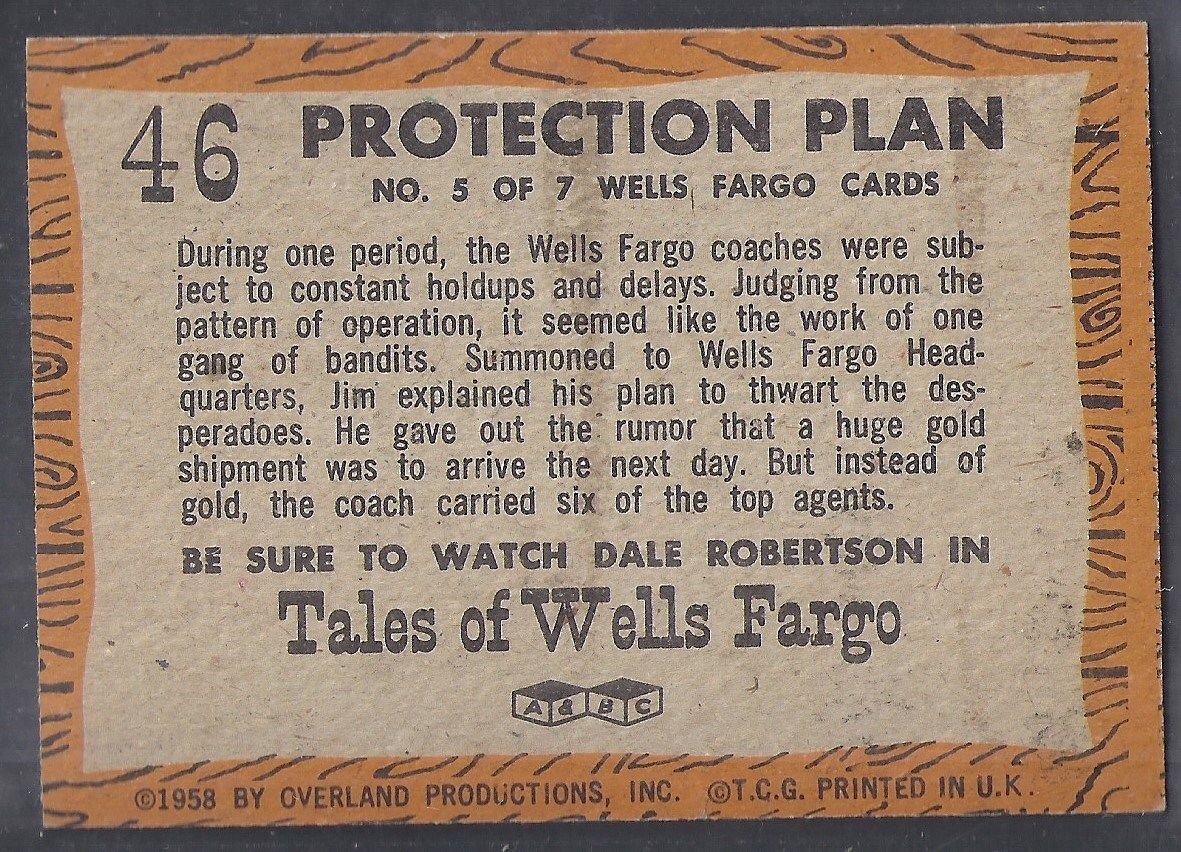 46 PROTECTION PLAN
NO. 5 OF 7 WELLS FARGO CARDS
During one period, the Wells Fargo coaches were sub-
ject to constant holdups and delays. Judging from the
pattern of operation, it seemed like the work of one
gang of bandits. Summoned to Wells Fargo Head-
quarters, Jim explained his plan to thwart the des-
peradoes. He gave out the rumor that a huge gold
shipment was to arrive the next day. But instead of
gold, the coach carried six of the top agents.
BE SURE TO WATCH DALE ROBERTSON IN
Tales of Wells Fargo
A & B C
©1958 BY OVERLAND PRODUCTIONS, INC. ©T.C.G. PRINTED IN U.K.